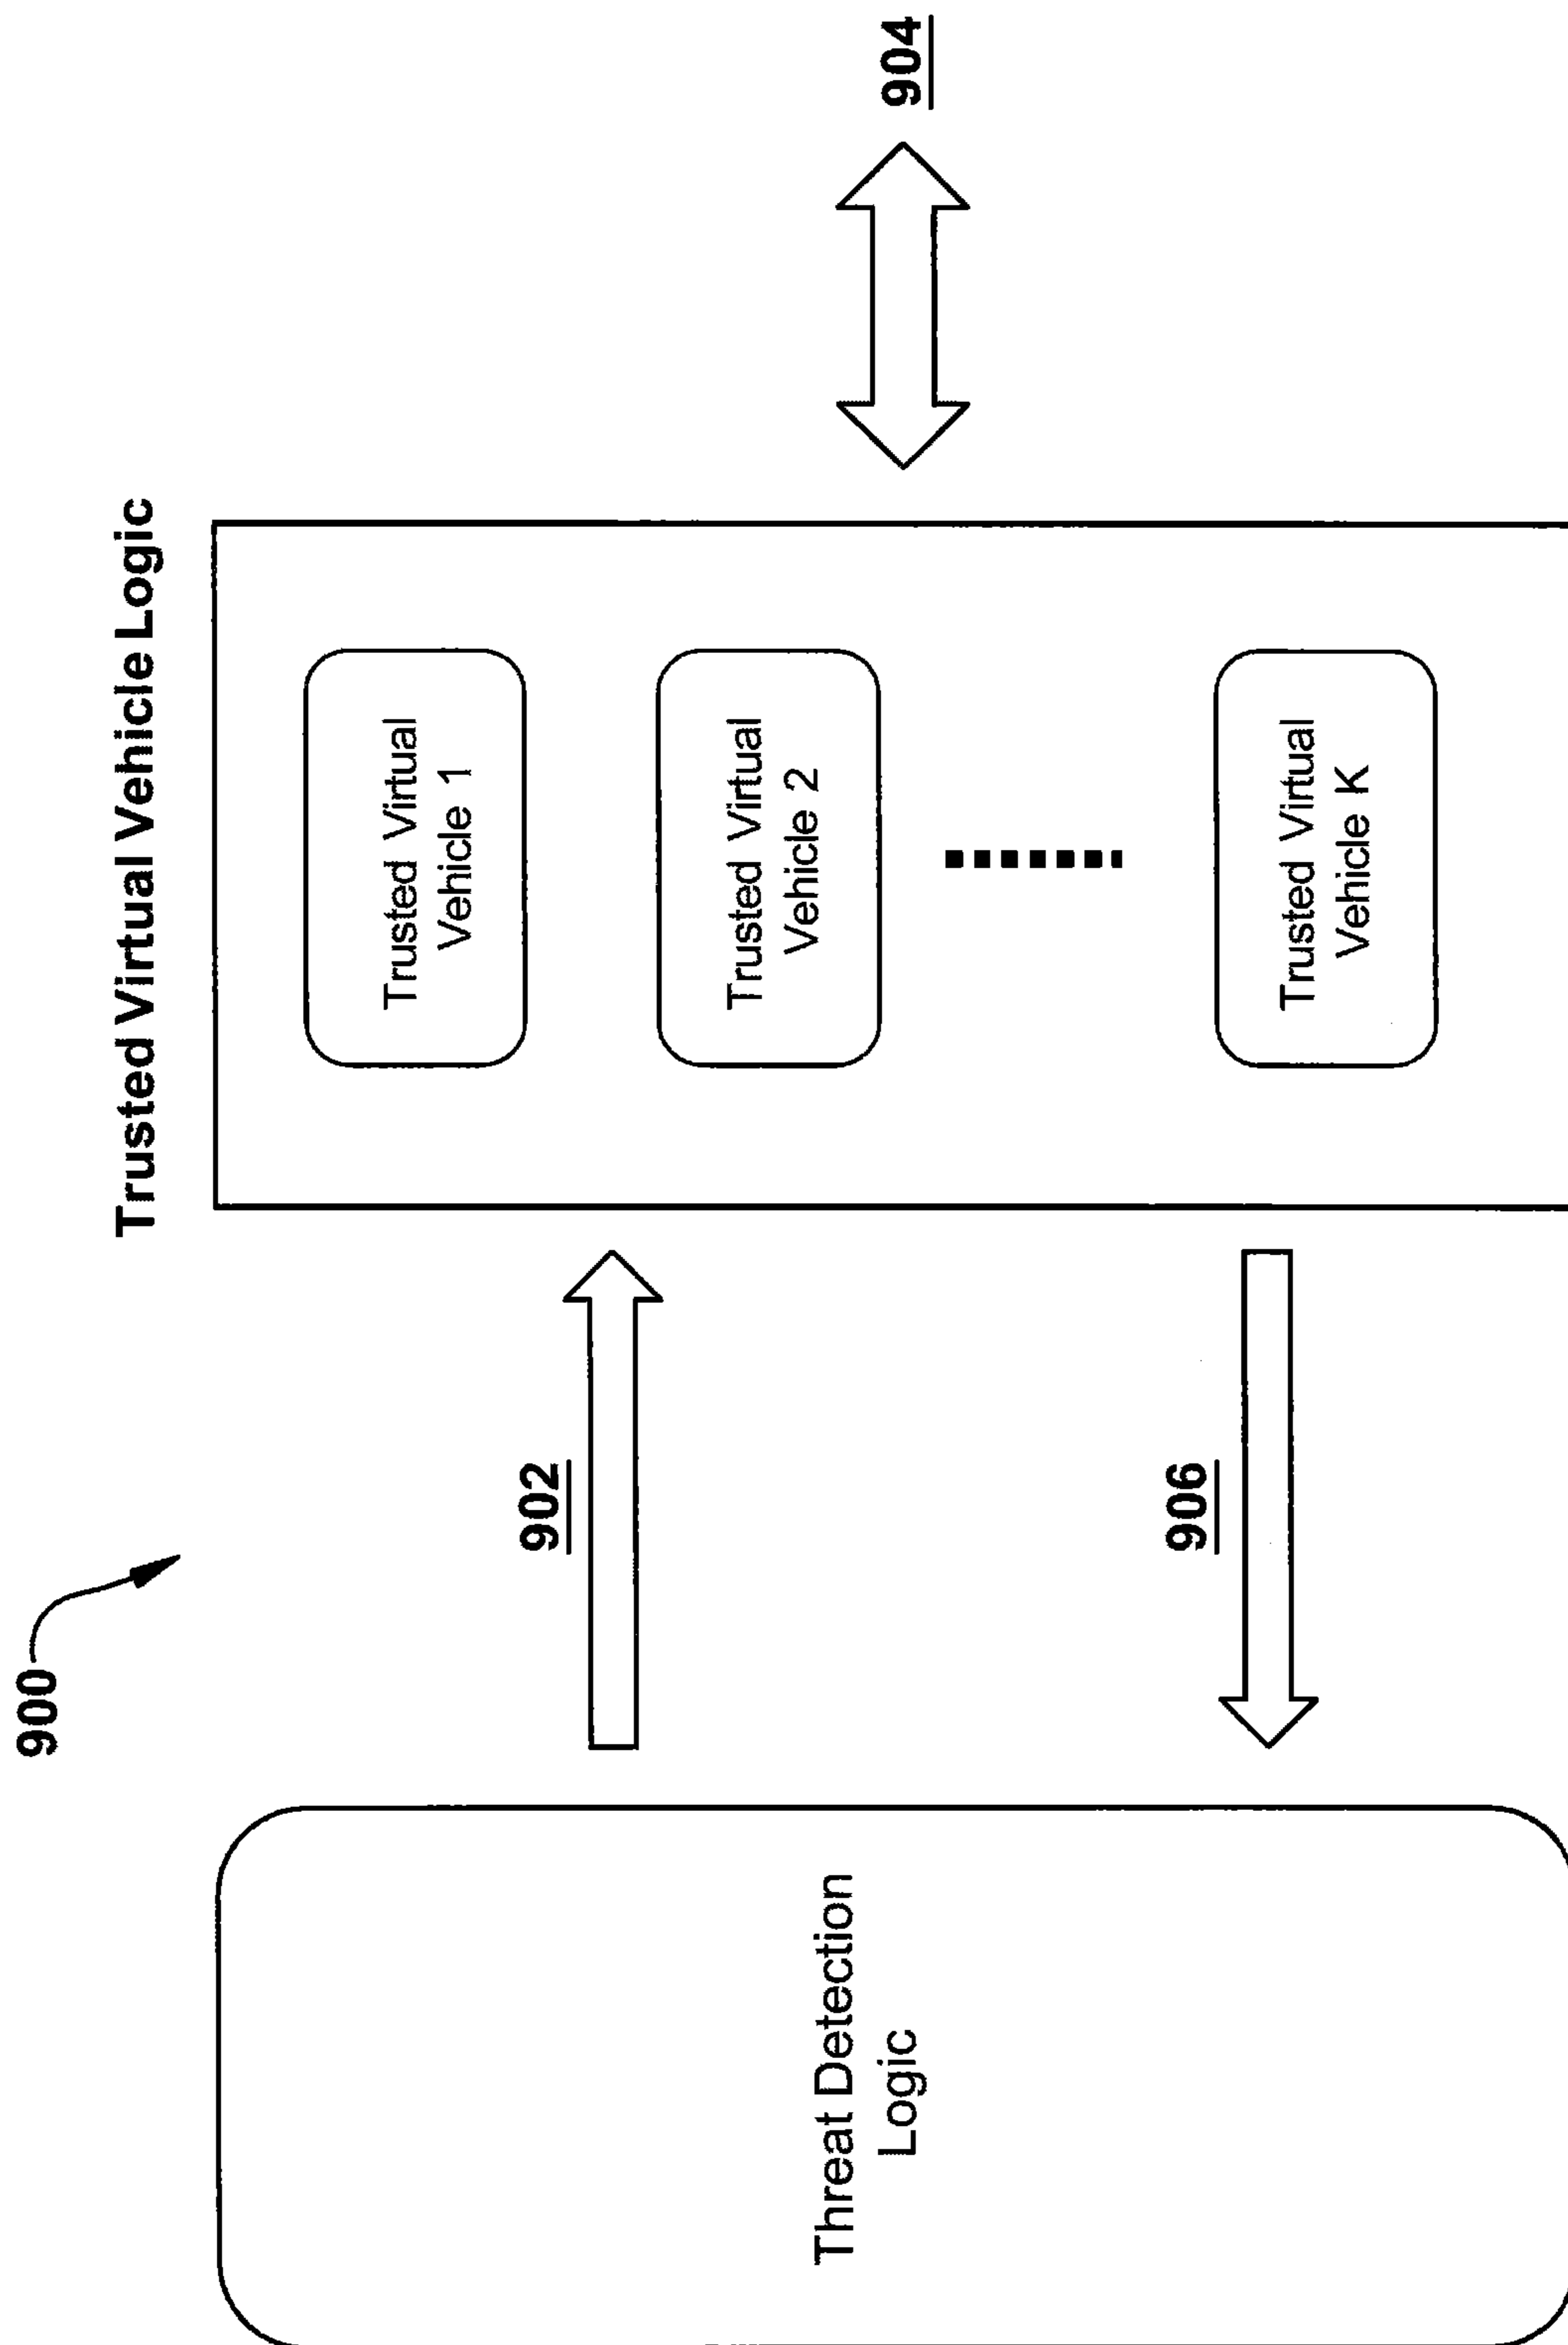 900
Trusted Virtual Vehicle Logic
Threat Detection
Logic
902
906
Trusted Virtual
Vehicle 1
Trusted Virtual
Vehicle 2
Trusted Virtual
Vehicle K
904